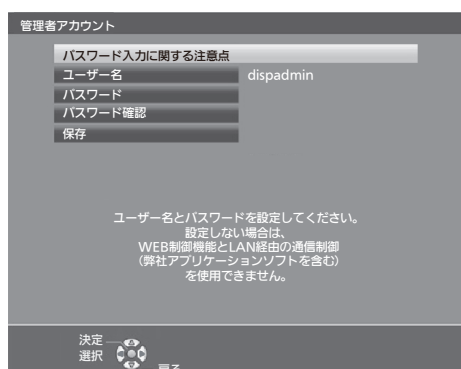 管理者アカウント
パスワード入力に関する注意点
ユーザー名 dispadmin
パスワード
パスワード確認
保存
ユーザー名とパスワードを設定してください。
設定しない場合は、
WEB制御機能とLAN経由の通信制御
（弊社アプリケーションソフトを含む）
を使用できません。
決定
選択
戻る